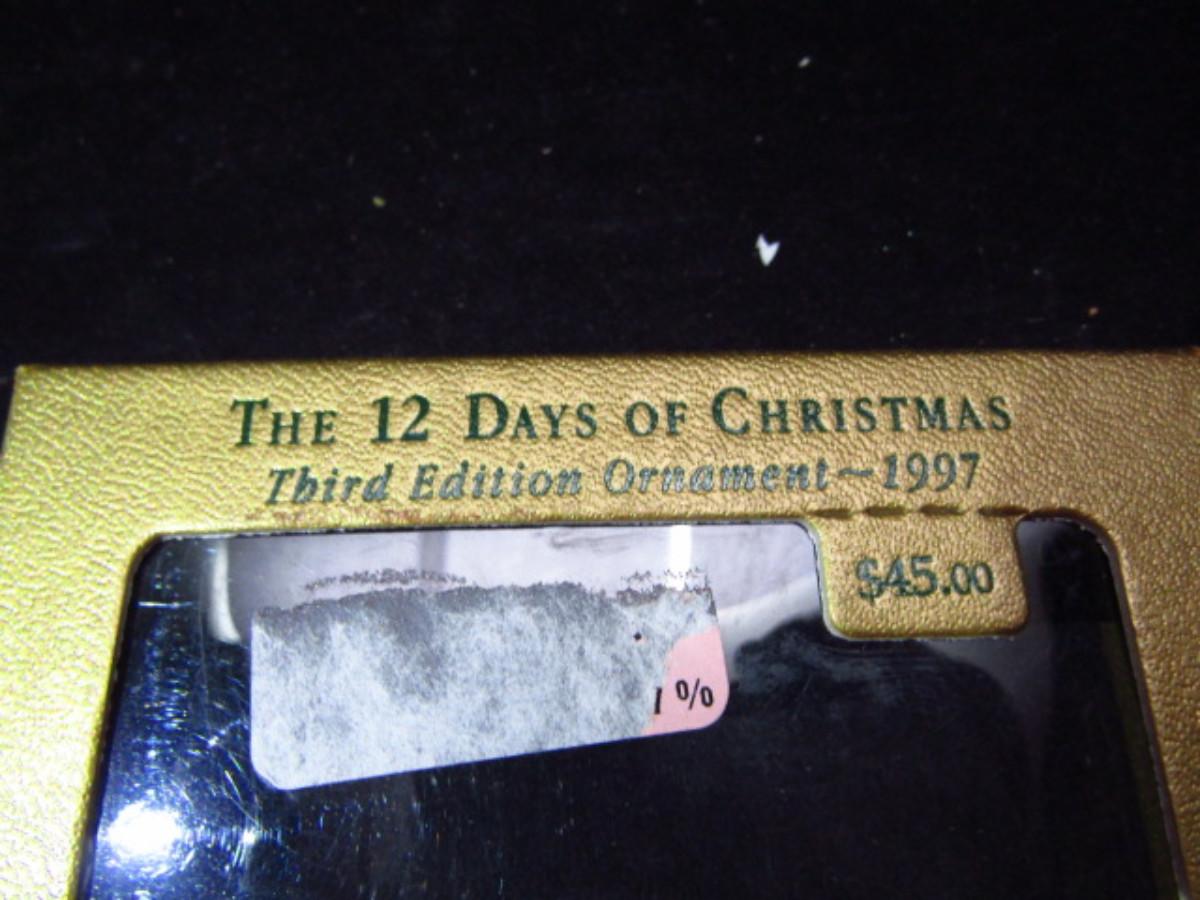 THE 12 DAYS OF CHRISTMAS
Third Edition Ornament~1997
$45.00
%